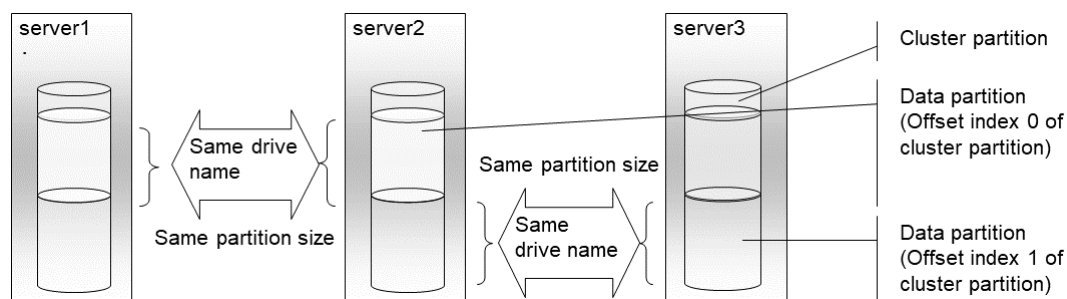 server1
.
server2
server3
Cluster partition
Data partition
(Offset index 0 of
cluster partition)
Same drive
name
Same partition size
Same partition size
Same
drive name
Data partition
(Offset index 1 of
cluster partition)